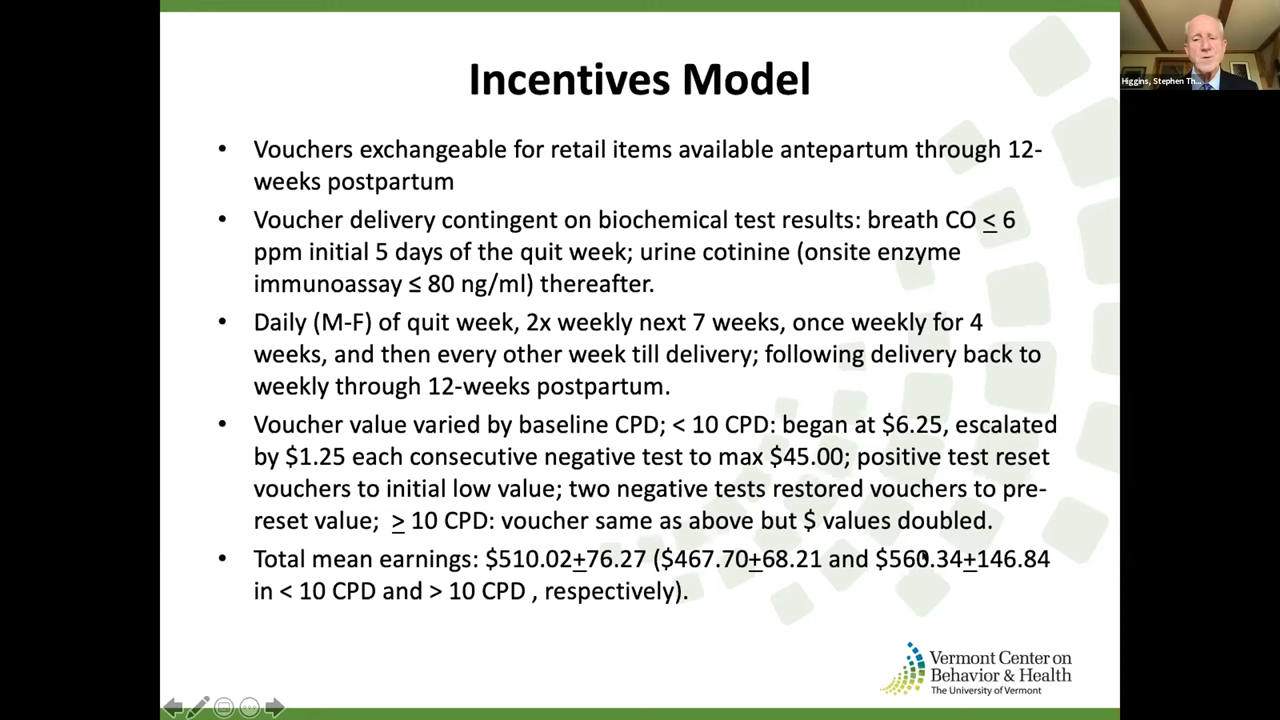 Incentives Model
• Vouchers exchangeable for retail items available antepartum through 12-
weeks postpartum
• Voucher delivery contingent on biochemical test results: breath CO ≤ 6
ppm initial 5 days of the quit week; urine cotinine (onsite enzyme
immunoassay ≤ 80 ng/ml) thereafter.
• Daily (M-F) of quit week, 2x weekly next 7 weeks, once weekly for 4
weeks, and then every other week till delivery; following delivery back to
weekly through 12-weeks postpartum.
• Voucher value varied by baseline CPD; < 10 CPD: began at $6.25, escalated
by $1.25 each consecutive negative test to max $45.00; positive test reset
vouchers to initial low value; two negative tests restored vouchers to pre-
reset value; ≥ 10 CPD: voucher same as above but $ values doubled.
• Total mean earnings: $510.02±76.27 ($467.70±68.21 and $560.34±146.84
in < 10 CPD and > 10 CPD , respectively).
Vermont Center on
Behavior & Health
The University of Vermont
Higgins, Stephen Th...